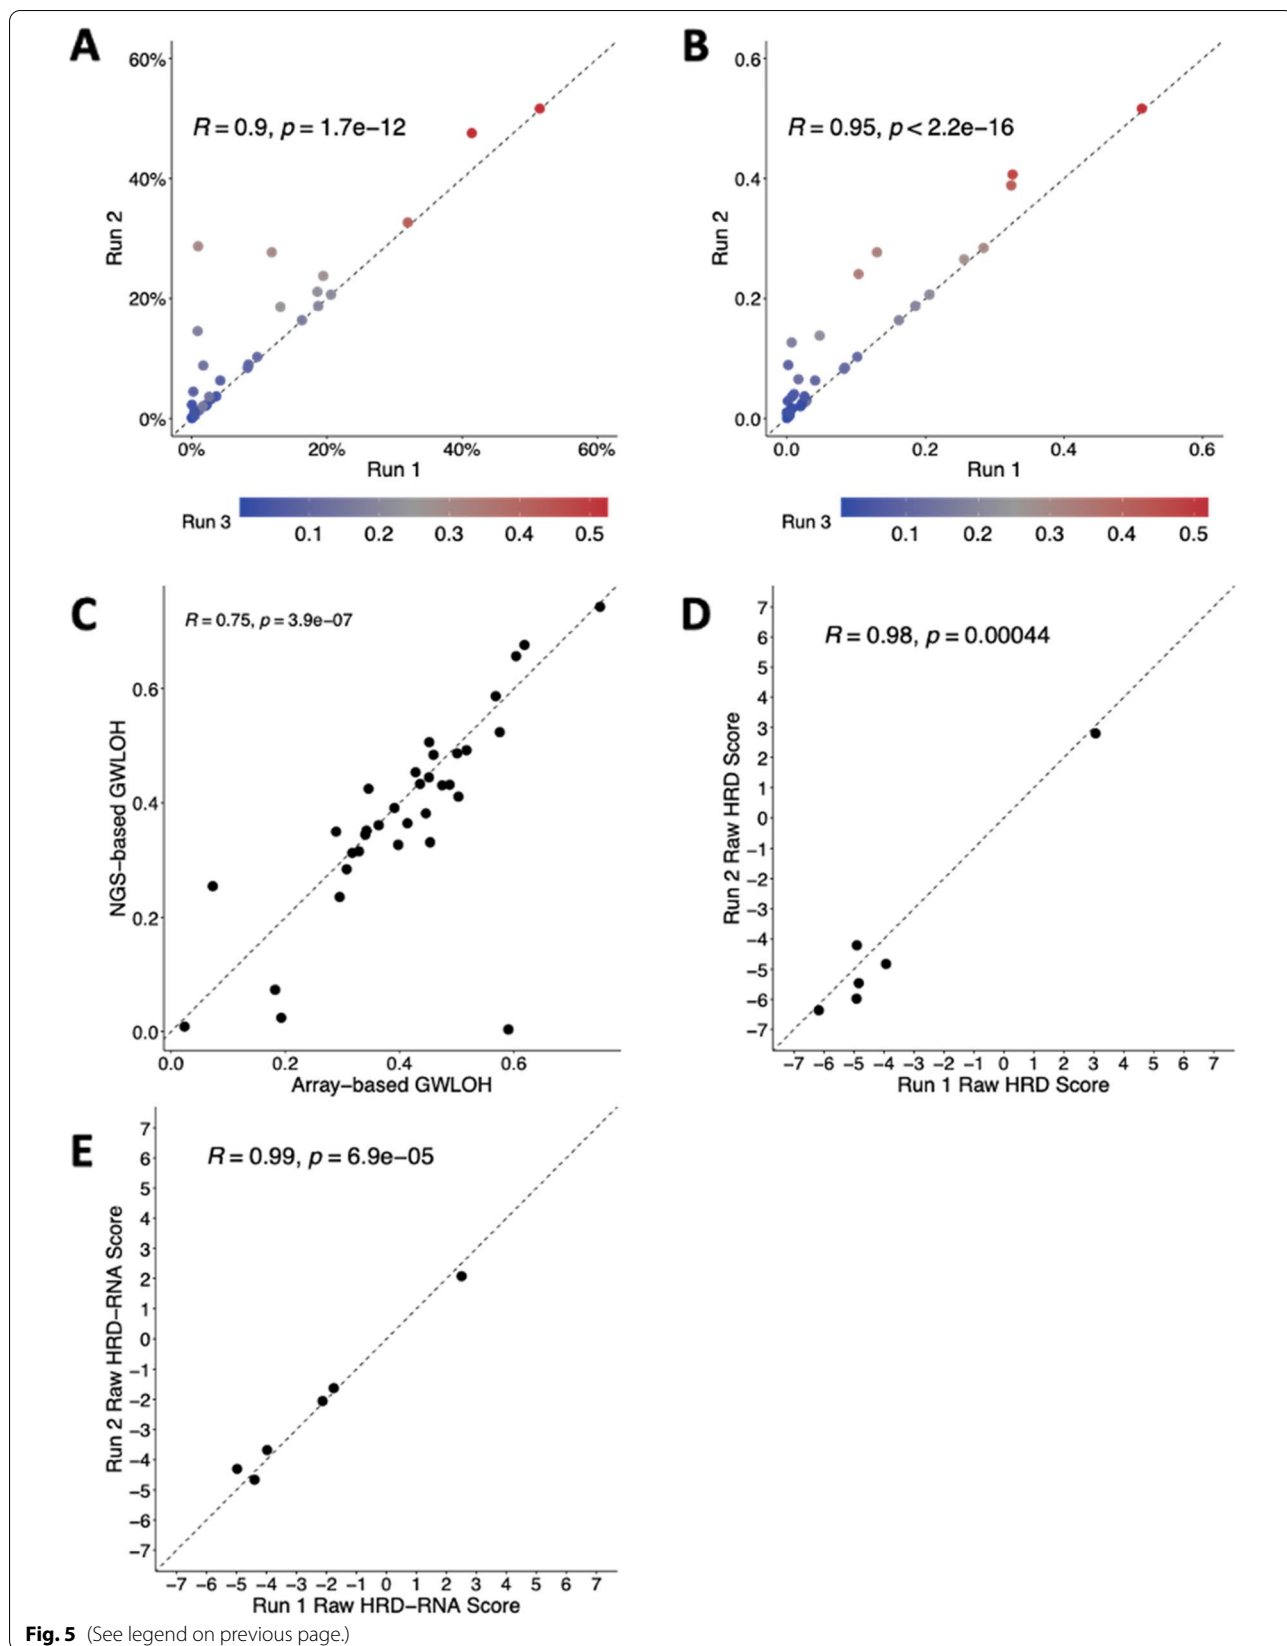 A
60%
40%
20%
0%
Run 2
R = 0.9, p = 1.7e−12
0% 20% 40% 60%
Run 1
Run 3
0.1 0.2 0.3 0.4 0.5
B
0.6
0.4
0.2
0.0
Run 2
R = 0.95, p < 2.2e−16
0.0 0.2 0.4 0.6
Run 1
Run 3
0.1 0.2 0.3 0.4 0.5
C
R = 0.75, p = 3.9e−07
0.6
0.4
0.2
0.0
NGS−based GWLOH
0.0 0.2 0.4 0.6
Array−based GWLOH
D
R = 0.98, p = 0.00044
7
6
5
4
3
2
1
0
−1
−2
−3
−4
−5
−6
−7
Run 2 Raw HRD Score
−7 −6 −5 −4 −3 −2 −1 0 1 2 3 4 5 6 7
Run 1 Raw HRD Score
E
R = 0.99, p = 6.9e−05
7
6
5
4
3
2
1
0
−1
−2
−3
−4
−5
−6
−7
Run 2 Raw HRD−RNA Score
−7 −6 −5 −4 −3 −2 −1 0 1 2 3 4 5 6 7
Run 1 Raw HRD−RNA Score
Fig. 5 (See legend on previous page.)